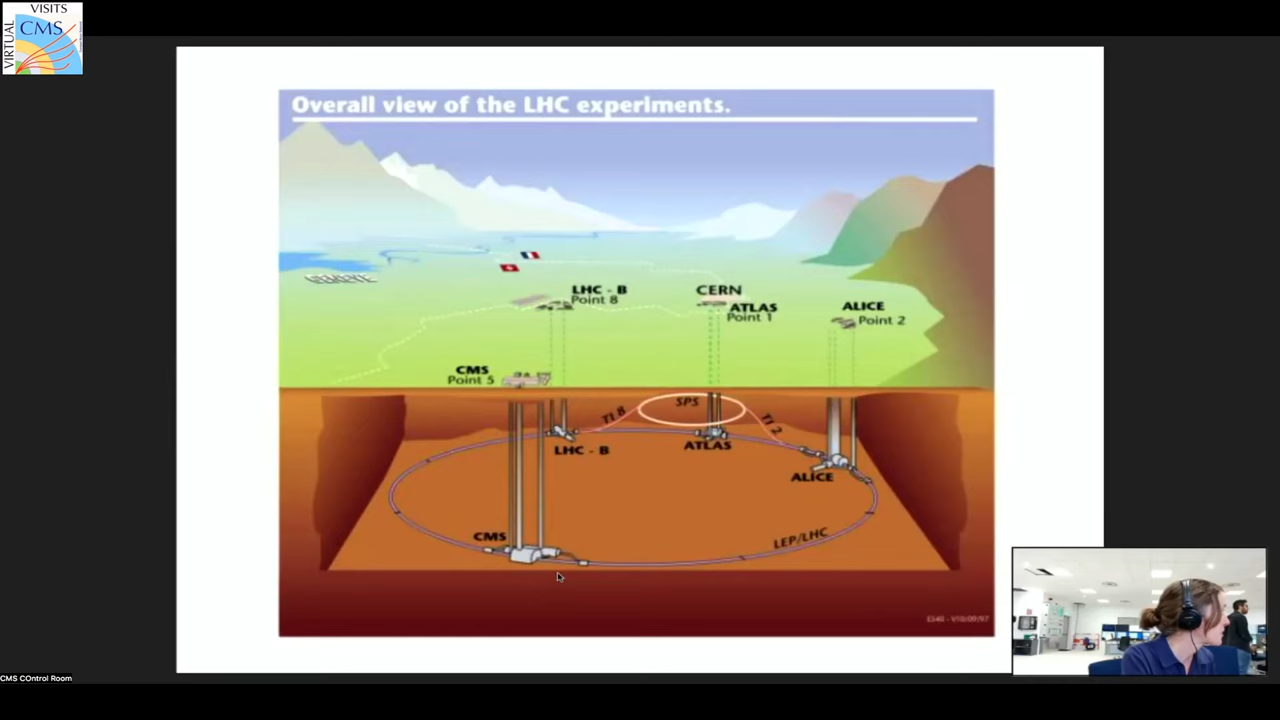 VISITS
VIRTUAL
CMS
Overall view of the LHC experiments.
GENEVE
LHC - B
Point 8
CERN
ATLAS
Point 1
ALICE
Point 2
CMS
Point 5
SPS
TI 8
TI 2
LHC - B
ATLAS
ALICE
CMS
LEP/LHC
CMS COntrol Room